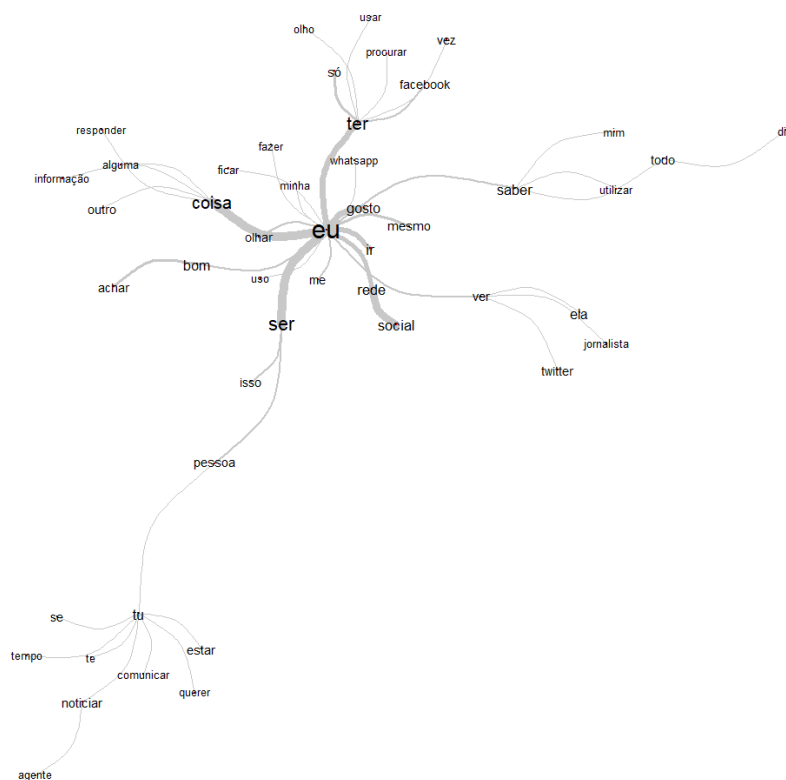 usar
olho
vez
procurar
só
facebook
ter
responder
fazer
mim
alguma
ficar
whatsapp
todo
informação
minha
saber
utilizar
coisa
outro
gosto
mesmo
eu
olhar
ir
bom
uso
me
rede
achar
ver
ser
social
ela
jornalista
twitter
isso
pessoa
tu
se
estar
tempo
te
comunicar
querer
noticiar
agente